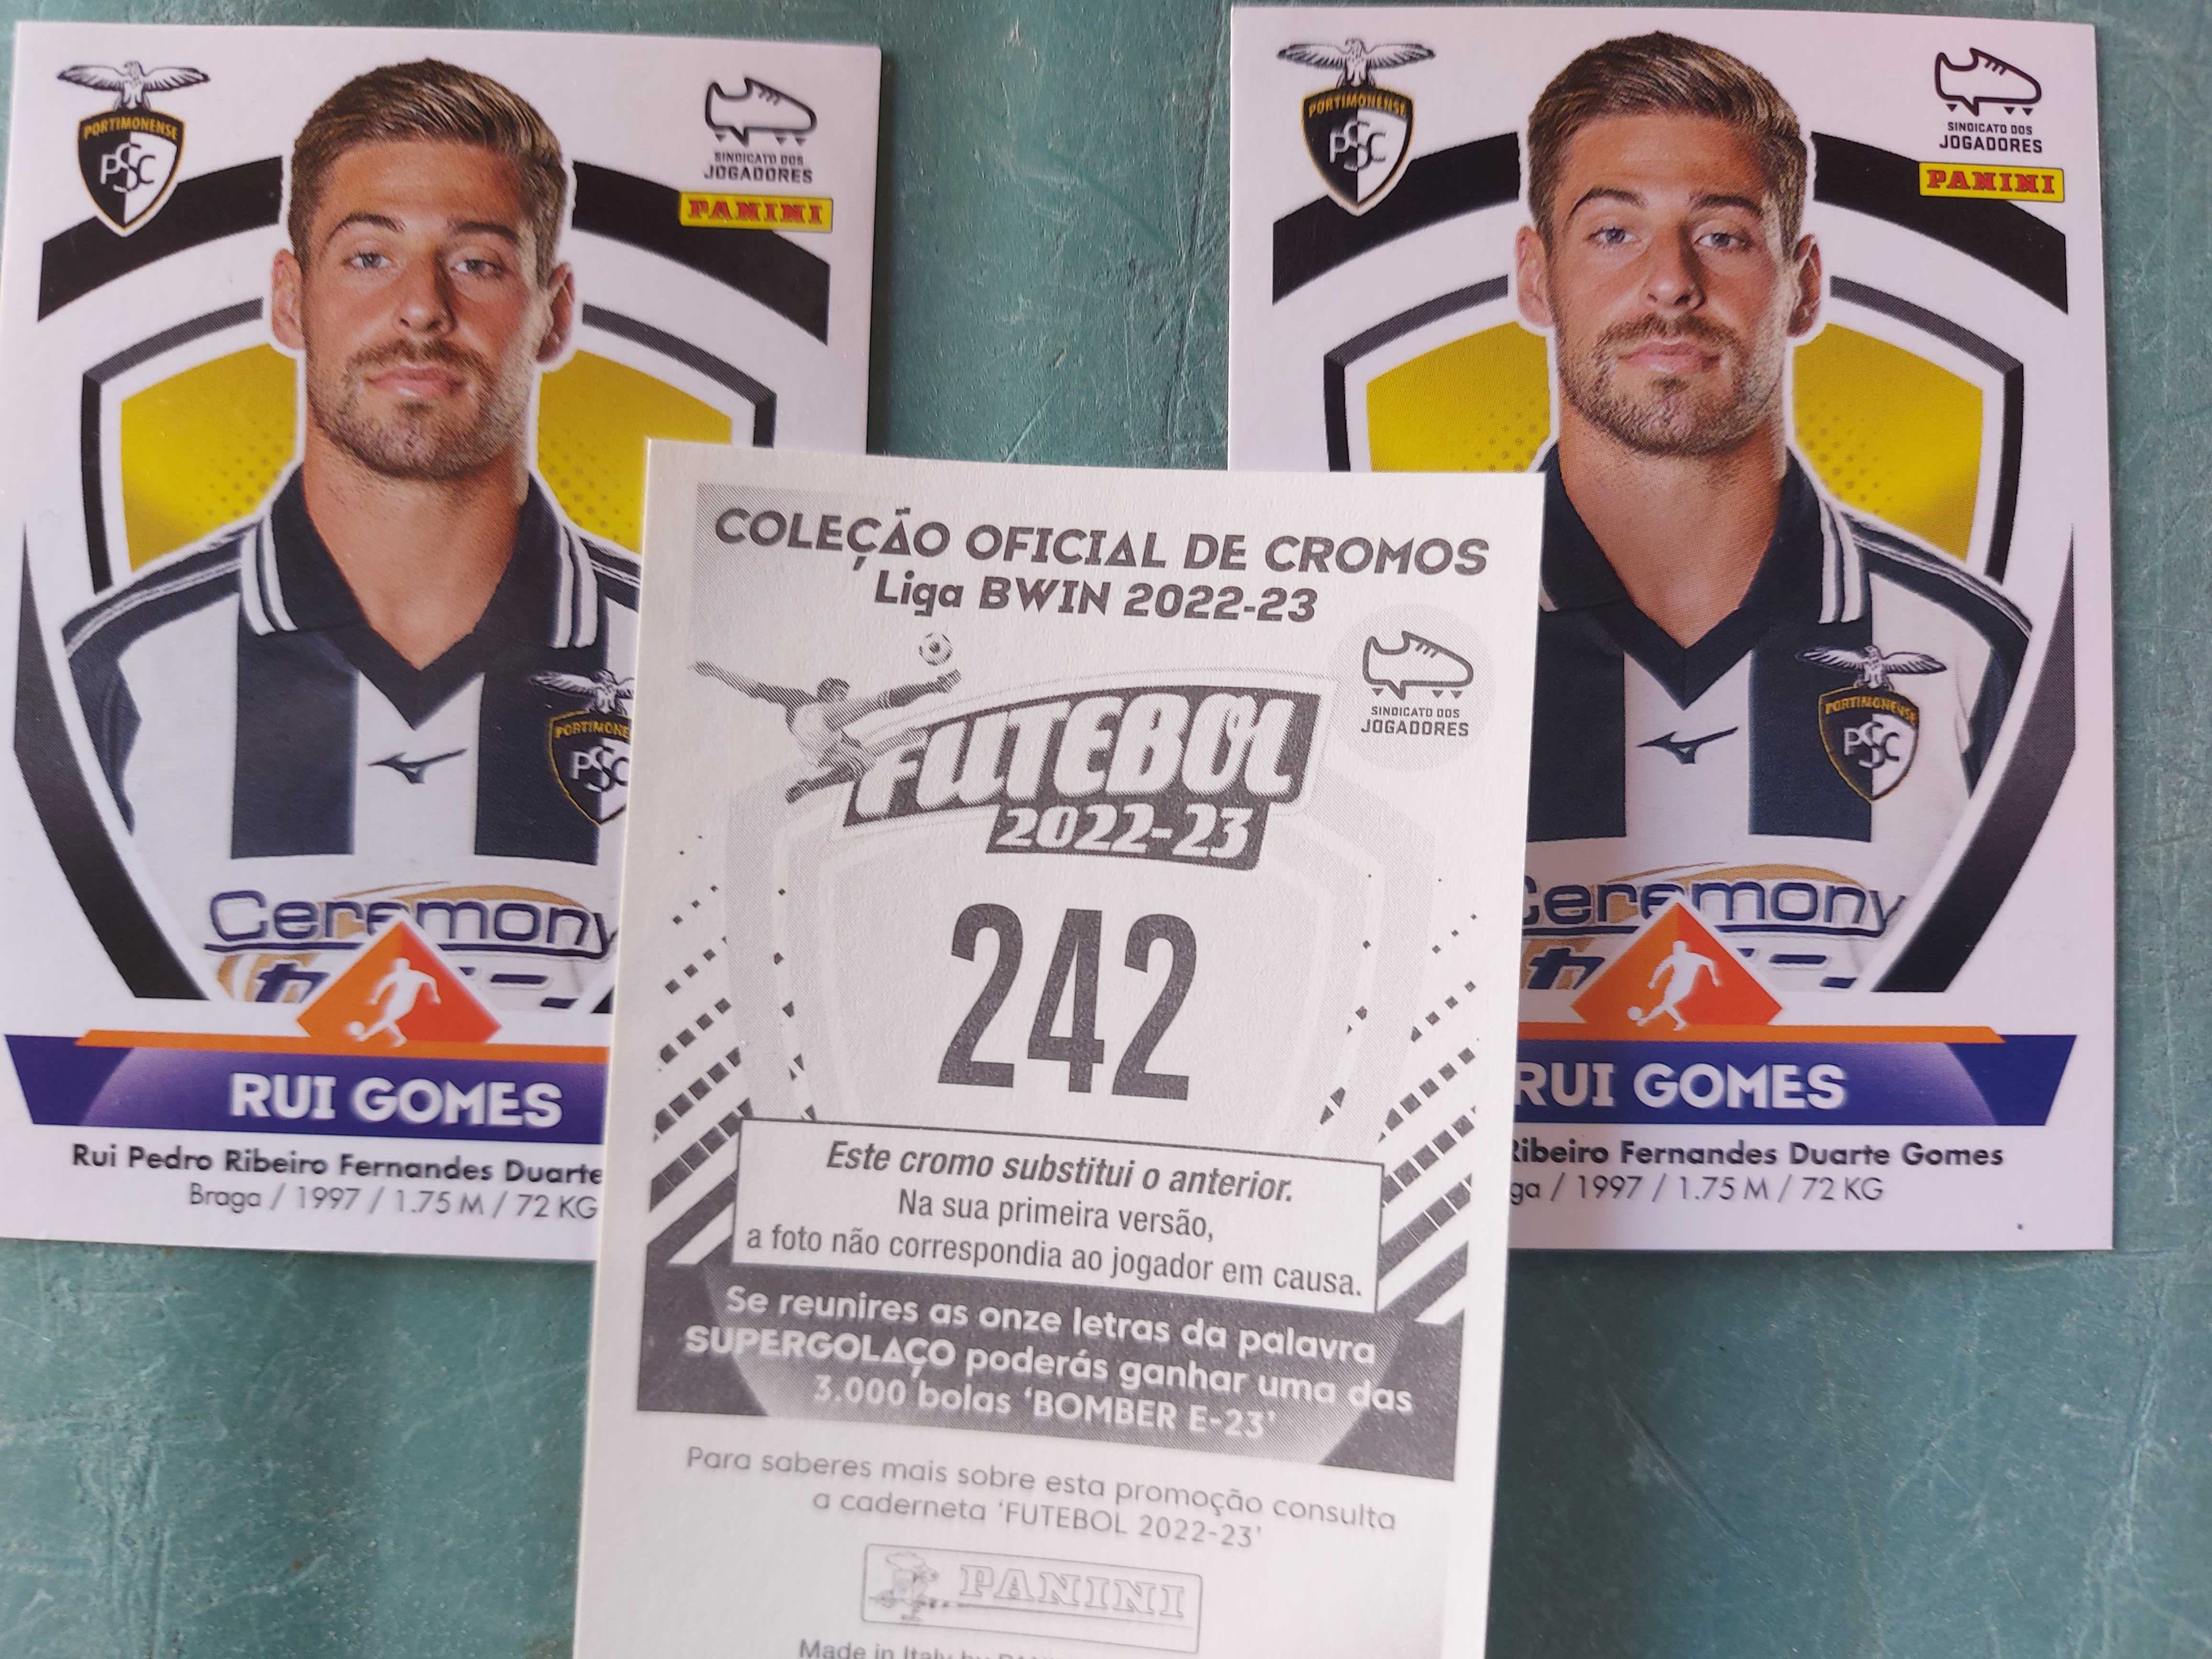 PORTIMONENSE
PSC
SINDICATO DOS
JOGADORES
PANINI
PSC
Ceremony
RUI GOMES
Rui Pedro Ribeiro Fernandes Duarte
Braga / 1997 / 1.75 M / 72 KG
PORTIMONENSE
PSC
SINDICATO DOS
JOGADORES
PANINI
PORTIMONENSE
PSC
eremony
RUI GOMES
Ribeiro Fernandes Duarte Gomes
ga / 1997 / 1.75 M / 72 KG
COLEÇÃO OFICIAL DE CROMOS
Liga BWIN 2022-23
SINDICATO DOS
JOGADORES
FUTEBOL
2022-23
242
Este cromo substitui o anterior.
Na sua primeira versão,
a foto não correspondia ao jogador em causa.
Se reunires as onze letras da palavra
SUPERGOLAÇO poderás ganhar uma das
3.000 bolas ‘BOMBER E-23’
Para saberes mais sobre esta promoção consulta
a caderneta ‘FUTEBOL 2022-23’
PANINI
Made in Italy by